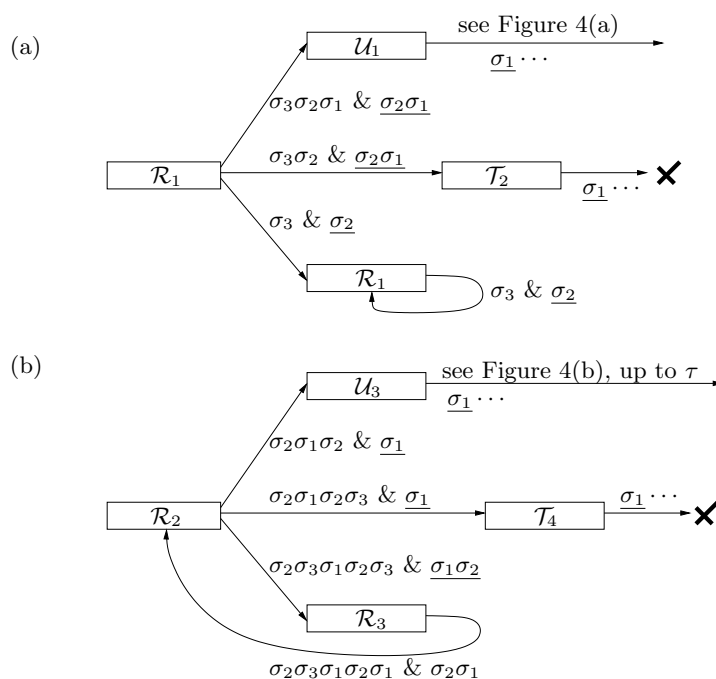 (a)
see Figure 4(a)
𝒰₁
σ₁ ⋯
σ₃σ₂σ₁ & σ₂σ₁
σ₃σ₂ & σ₂σ₁
ℛ₁
𝒯₂
σ₁ ⋯
σ₃ & σ₂
ℛ₁
σ₃ & σ₂
(b)
see Figure 4(b), up to τ
𝒰₃
σ₁ ⋯
σ₂σ₁σ₂ & σ₁
σ₂σ₁σ₂σ₃ & σ₁
σ₁ ⋯
ℛ₂
𝒯₄
σ₂σ₃σ₁σ₂σ₃ & σ₁σ₂
ℛ₃
σ₂σ₃σ₁σ₂σ₁ & σ₂σ₁